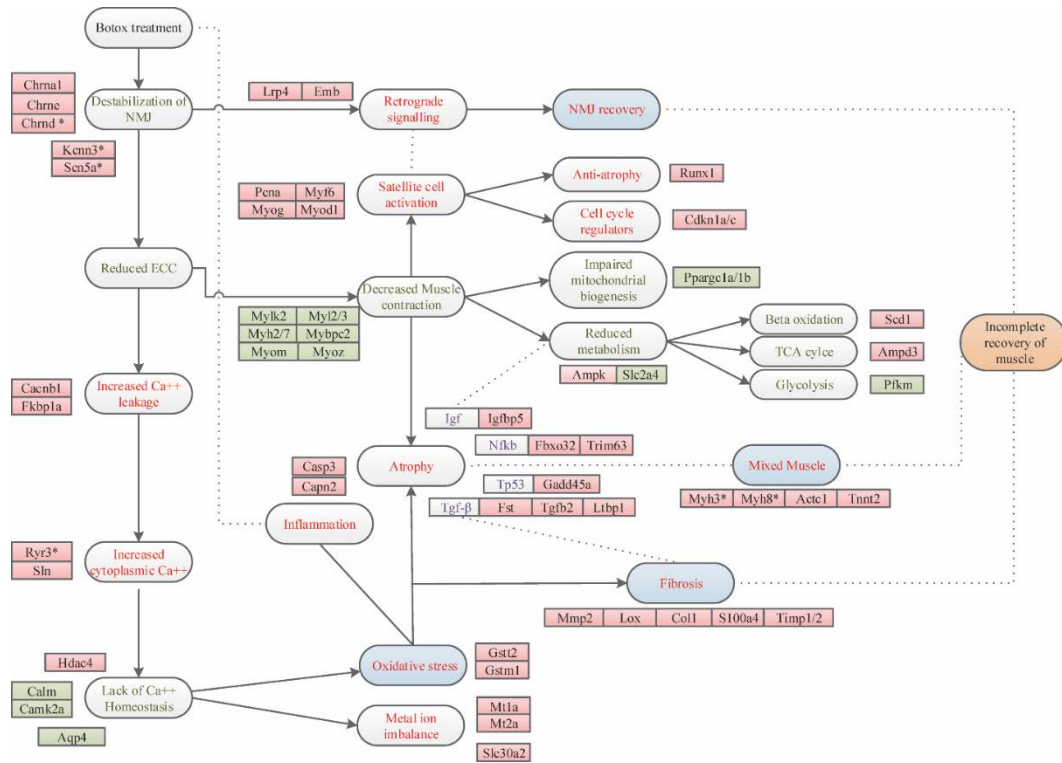 Botox treatment
Chrna1
Chrne
Chrnd *
Destabilization of
NMJ
Lrp4 Emb
Retrograde
signalling
NMJ recovery
Kcnn3*
Scn5a*
Pcna Myf6
Myog Myod1
Satellite cell
activation
Anti-atrophy
Runx1
Cell cycle
regulators
Cdkn1a/c
Reduced ECC
Decreased Muscle
contraction
Impaired
mitochondrial
biogenesis
Ppargc1a/1b
Mylk2 Myl2/3
Myh2/7 Mybpc2
Myom Myoz
Reduced
metabolism
Ampk Slc2a4
Beta oxidation
Scd1
TCA cylce
Ampd3
Glycolysis
Pfkm
Incomplete
recovery of
muscle
Cacnb1
Fkbp1a
Increased Ca++
leakage
Igf Igfbp5
Nfkb Fbxo32 Trim63
Casp3
Capn2
Atrophy
Mixed Muscle
Myh3* Myh8* Actc1 Tnnt2
Tp53 Gadd45a
Tgf-β Fst Tgfb2 Ltbp1
Inflammation
Ryr3*
Sln
Increased
cytoplasmic Ca++
Fibrosis
Mmp2 Lox Col1 S100a4 Timp1/2
Hdac4
Calm
Camk2a
Aqp4
Lack of Ca++
Homeostasis
Oxidative stress
Gstt2
Gstm1
Metal ion
imbalance
Mt1a
Mt2a
Slc30a2